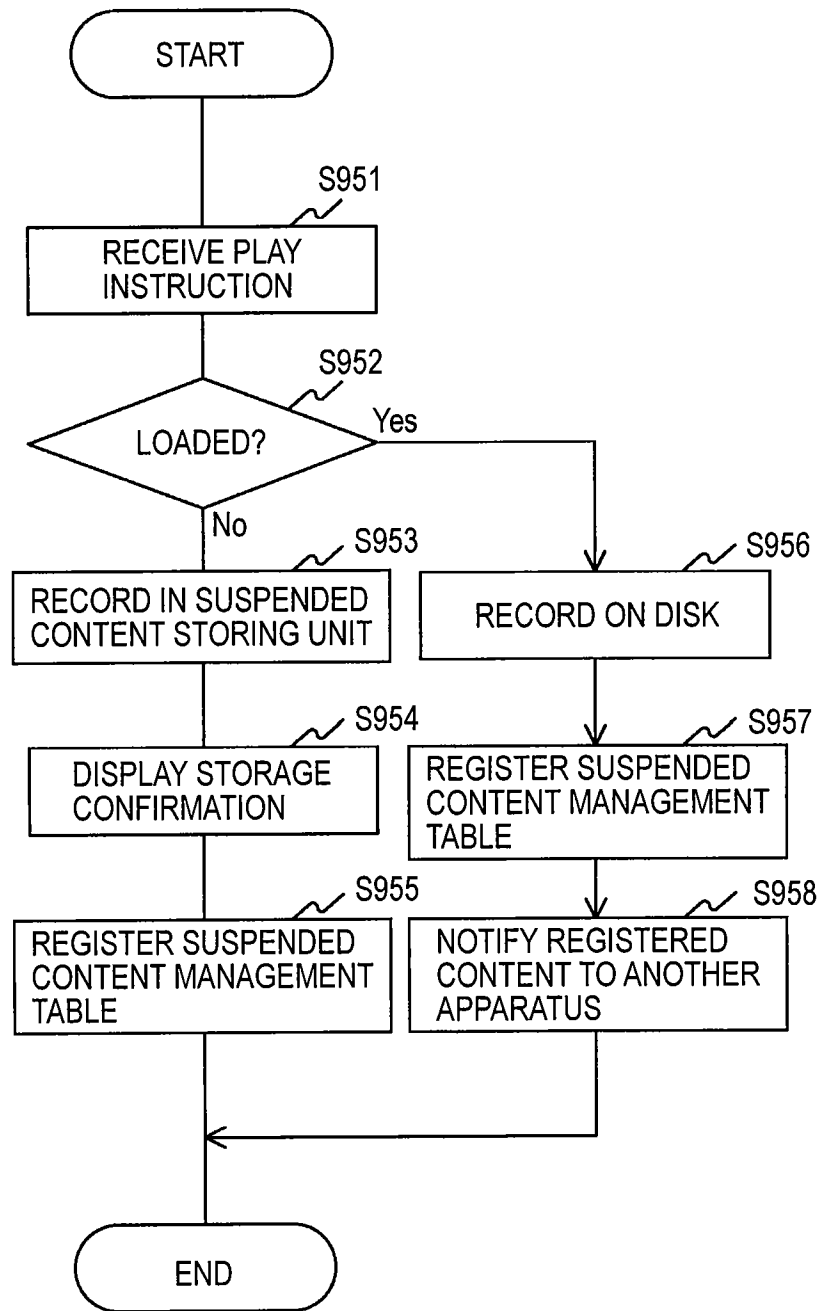 START
S951
RECEIVE PLAY
INSTRUCTION
S952
LOADED?
Yes
No
S953
RECORD IN SUSPENDED
CONTENT STORING UNIT
S954
DISPLAY STORAGE
CONFIRMATION
S955
REGISTER SUSPENDED
CONTENT MANAGEMENT
TABLE
S956
RECORD ON DISK
S957
REGISTER SUSPENDED
CONTENT MANAGEMENT
TABLE
S958
NOTIFY REGISTERED
CONTENT TO ANOTHER
APPARATUS
END